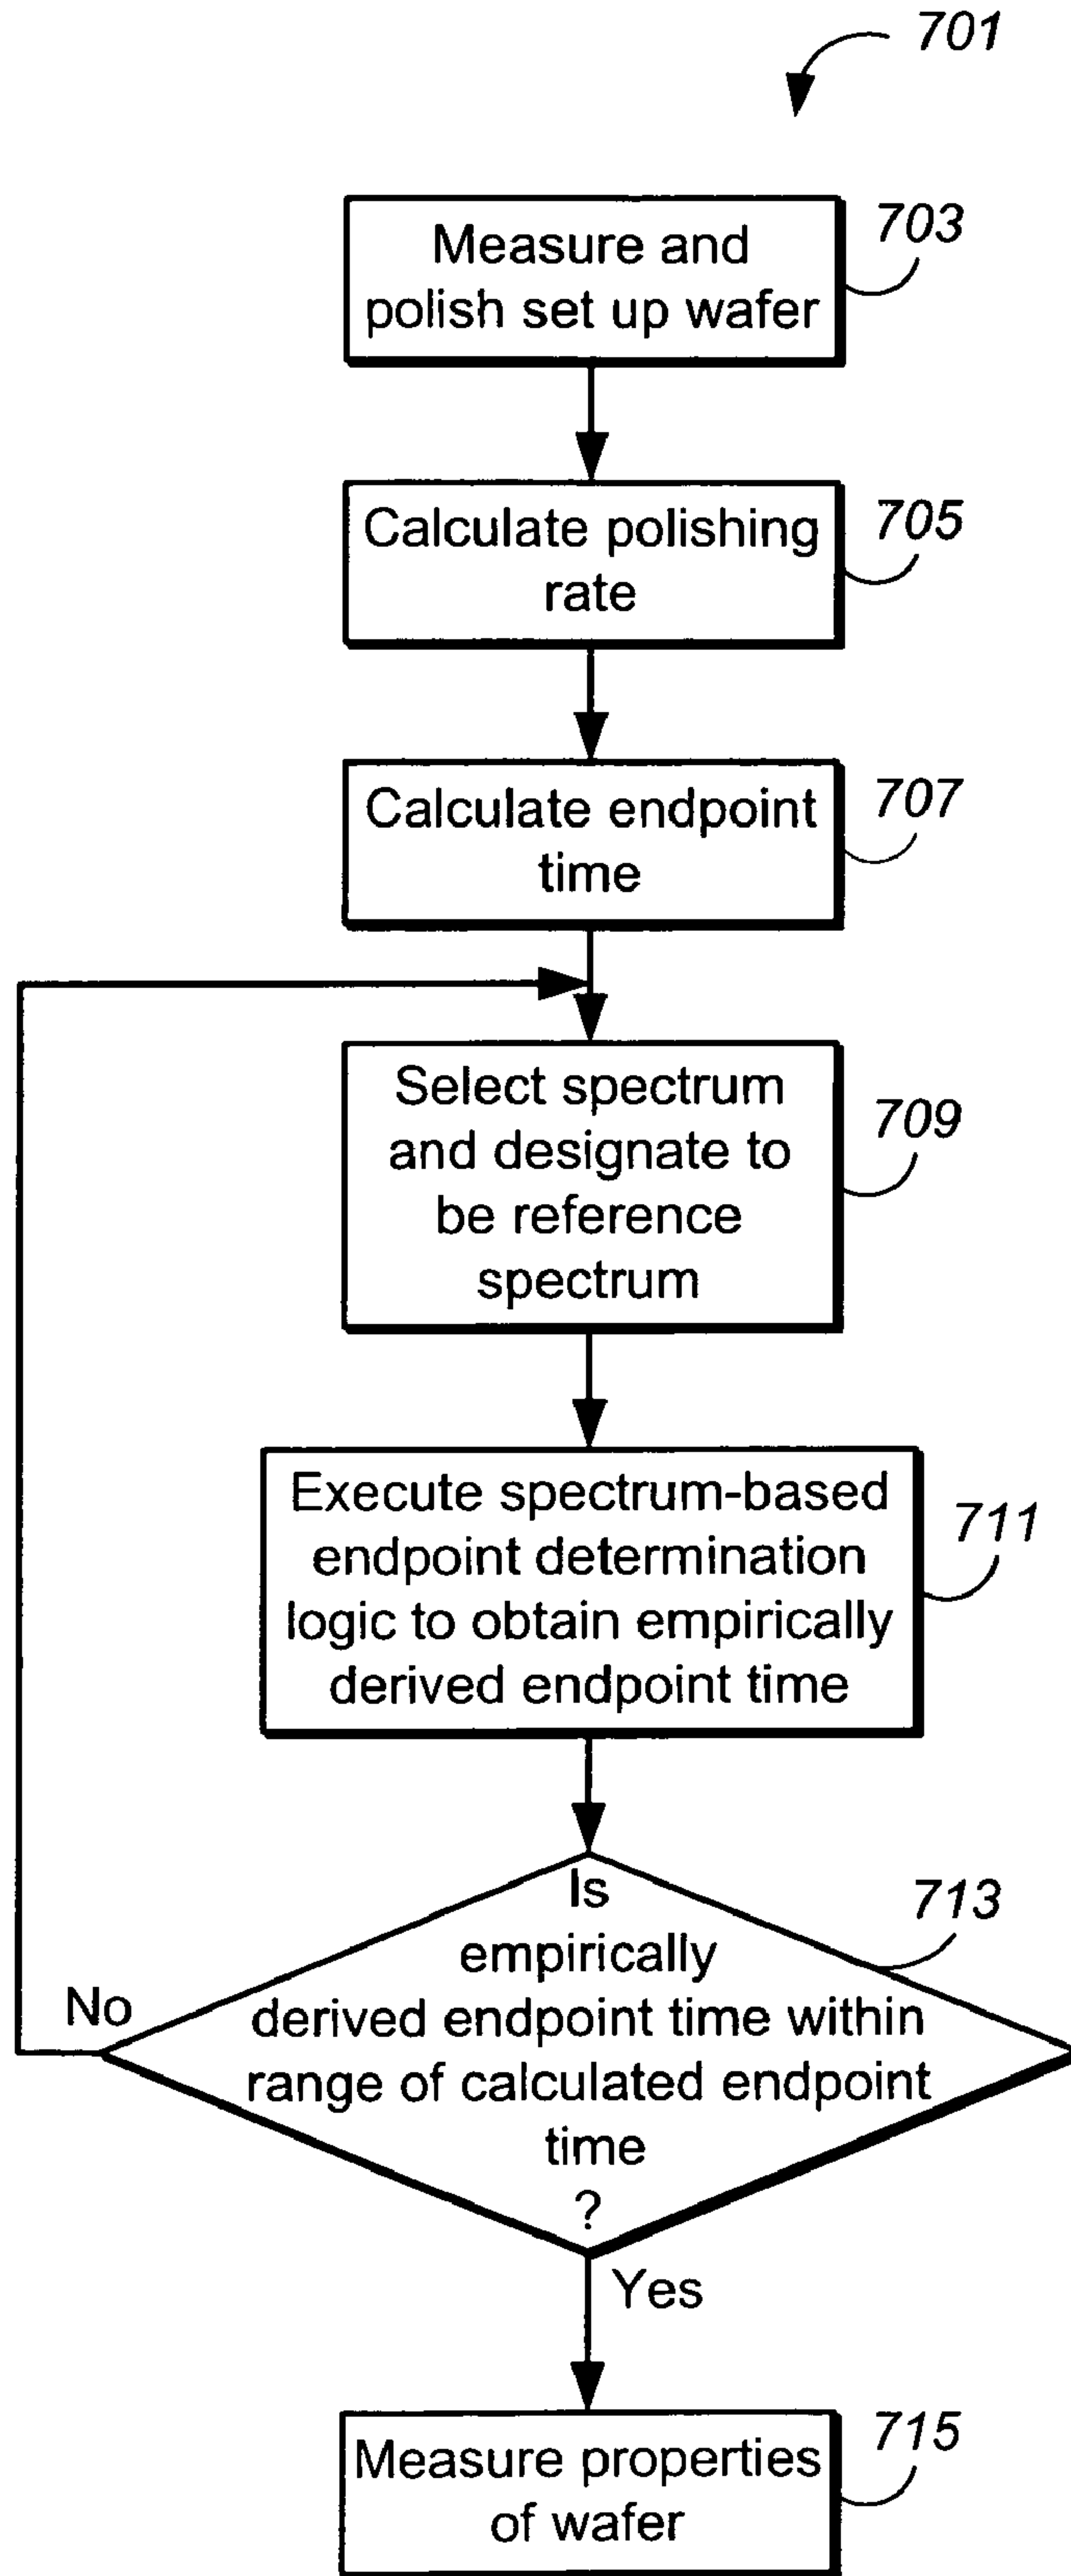 701
Measure and
polish set up wafer
703
Calculate polishing
rate
705
Calculate endpoint
time
707
Select spectrum
and designate to
be reference
spectrum
709
Execute spectrum-based
endpoint determination
logic to obtain empirically
derived endpoint time
711
Is
empirically
derived endpoint time within
range of calculated endpoint
time
?
713
No
Yes
Measure properties
of wafer
715